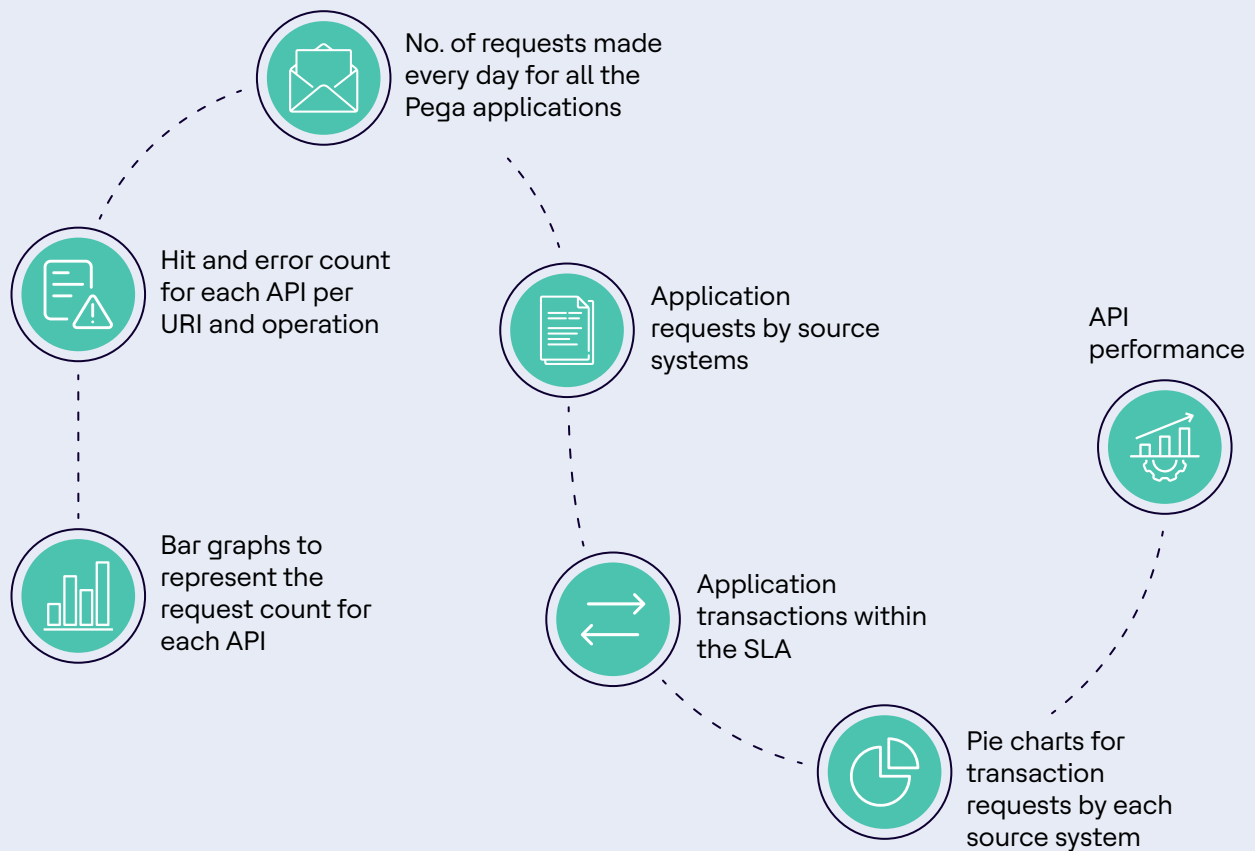 No. of requests made
every day for all the
Pega applications
Hit and error count
for each API per
URI and operation
Application
requests by source
systems
API
performance
Bar graphs to
represent the
request count for
each API
Application
transactions within
the SLA
Pie charts for
transaction
requests by each
source system